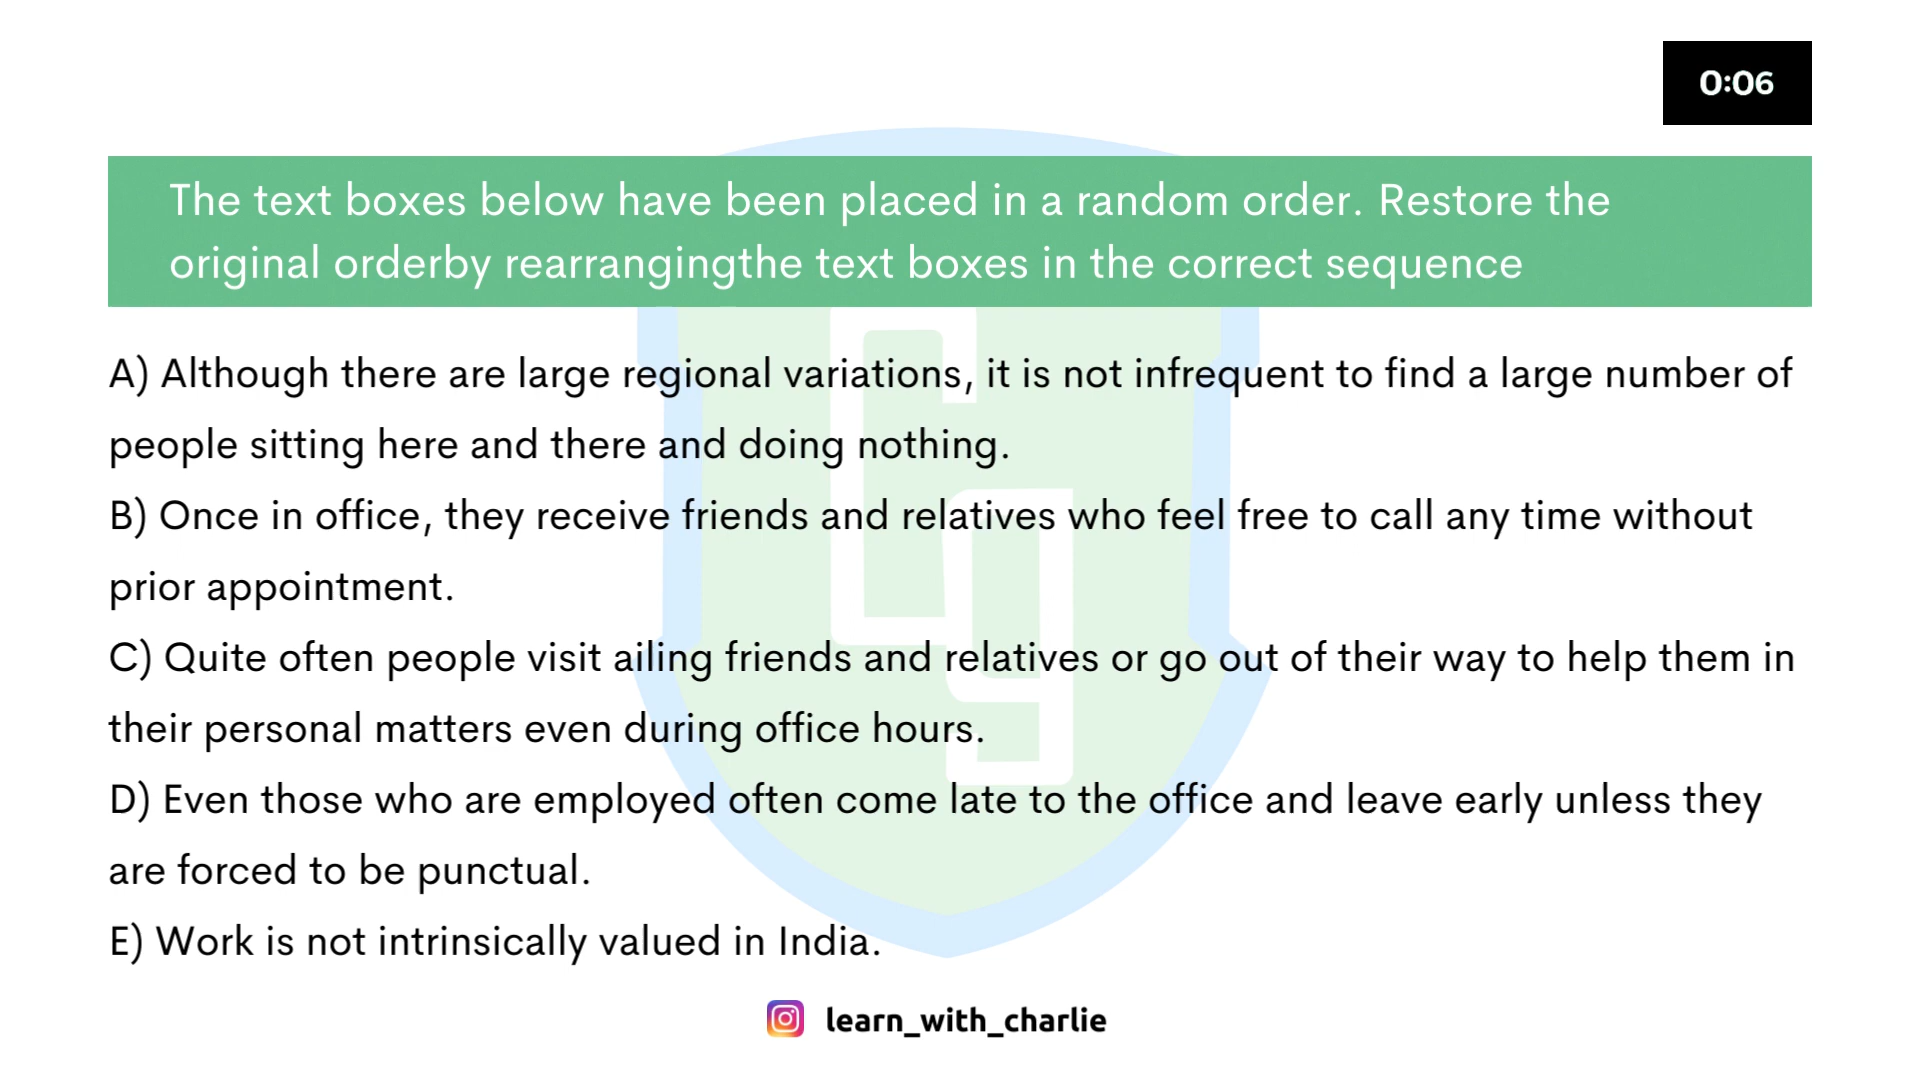 0:06
The text boxes below have been placed in a random order. Restore the
original orderby rearrangingthe text boxes in the correct sequence
A) Although there are large regional variations, it is not infrequent to find a large number of
people sitting here and there and doing nothing.
B) Once in office, they receive friends and relatives who feel free to call any time without
prior appointment.
C) Quite often people visit ailing friends and relatives or go out of their way to help them in
their personal matters even during office hours.
D) Even those who are employed often come late to the office and leave early unless they
are forced to be punctual.
E) Work is not intrinsically valued in India.
learn_with_charlie